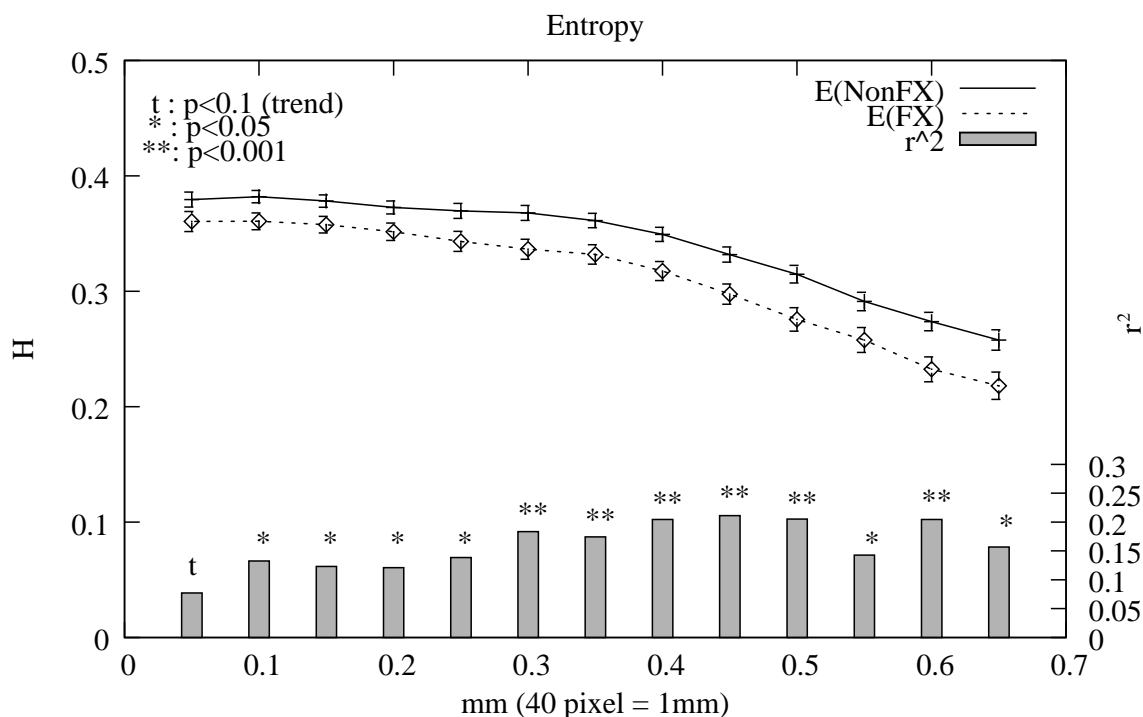 Entropy
0.5
t : p<0.1 (trend)
* : p<0.05
**: p<0.001
E(NonFX)
E(FX)
r^2
0.4
0.3
H
r²
0.2
0.3
0.25
0.1
0.2
0.15
0.1
0.05
0
0
t * * * * ** ** ** ** ** * ** *
0 0.1 0.2 0.3 0.4 0.5 0.6 0.7
mm (40 pixel = 1mm)